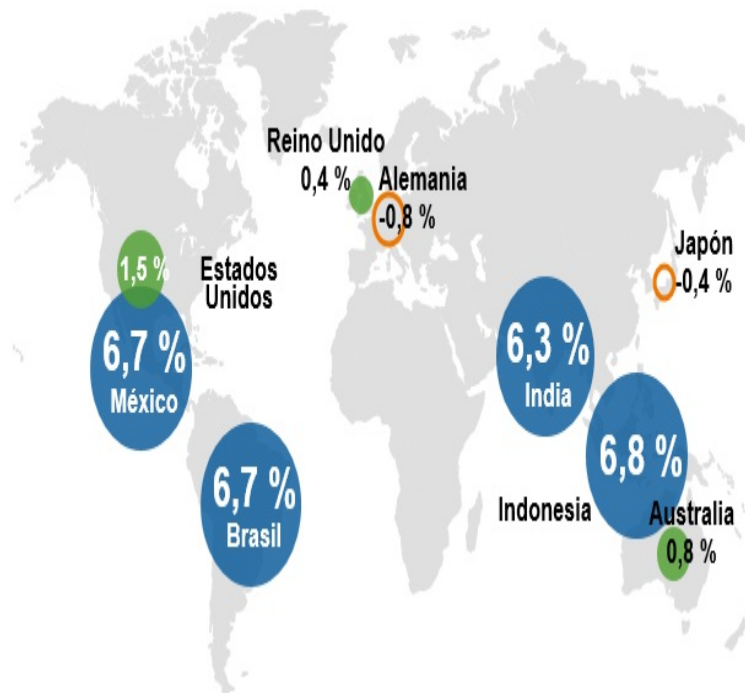 Reino Unido
0,4 %
Alemania
-0,8 %
Japón
-0,4 %
1,5 %
Estados
Unidos
6,7 %
México
6,3 %
India
6,7 %
Brasil
6,8 %
Indonesia
Australia
0,8 %